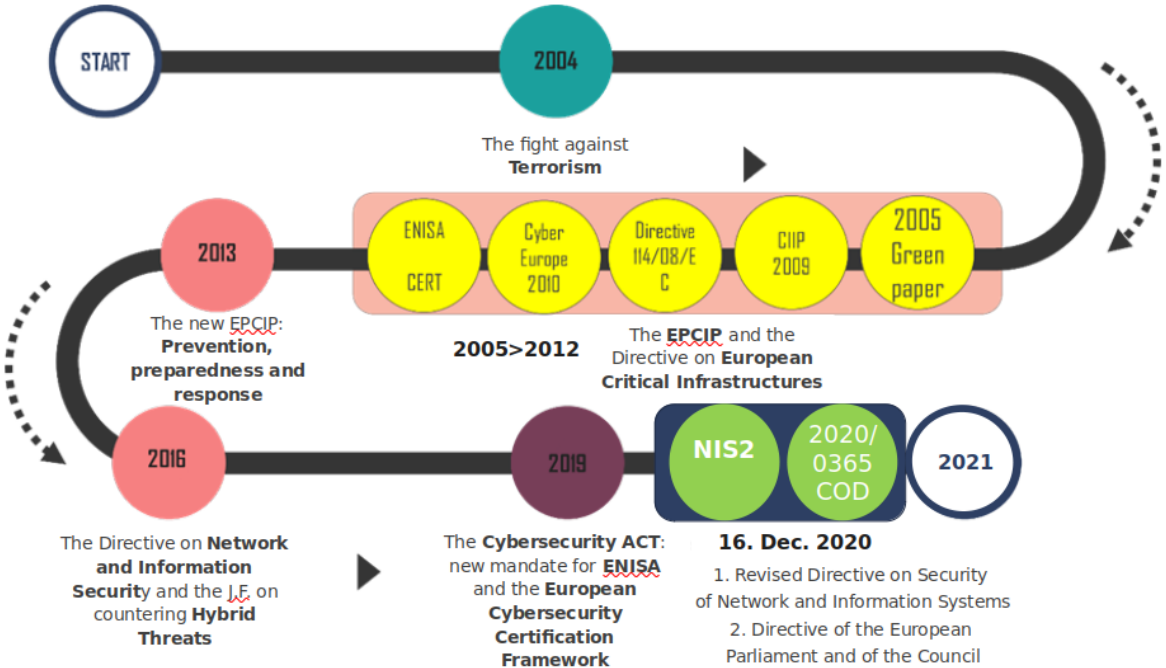 START
2004
The fight against
Terrorism
2013
ENISA
CERT
Cyber
Europe
2010
Directive
114/08/E
C
CIIP
2009
2005
Green
paper
The new EPCIP:
Prevention,
preparedness and
response
2005>2012
The EPCIP and the
Directive on European
Critical Infrastructures
2016
2019
NIS2
2020/
0365
COD
2021
The Directive on Network
and Information
Security and the J.F. on
countering Hybrid
Threats
The Cybersecurity ACT:
new mandate for ENISA
and the European
Cybersecurity
Certification
Framework
16. Dec. 2020
1. Revised Directive on Security
of Network and Information Systems
2. Directive of the European
Parliament and of the Council